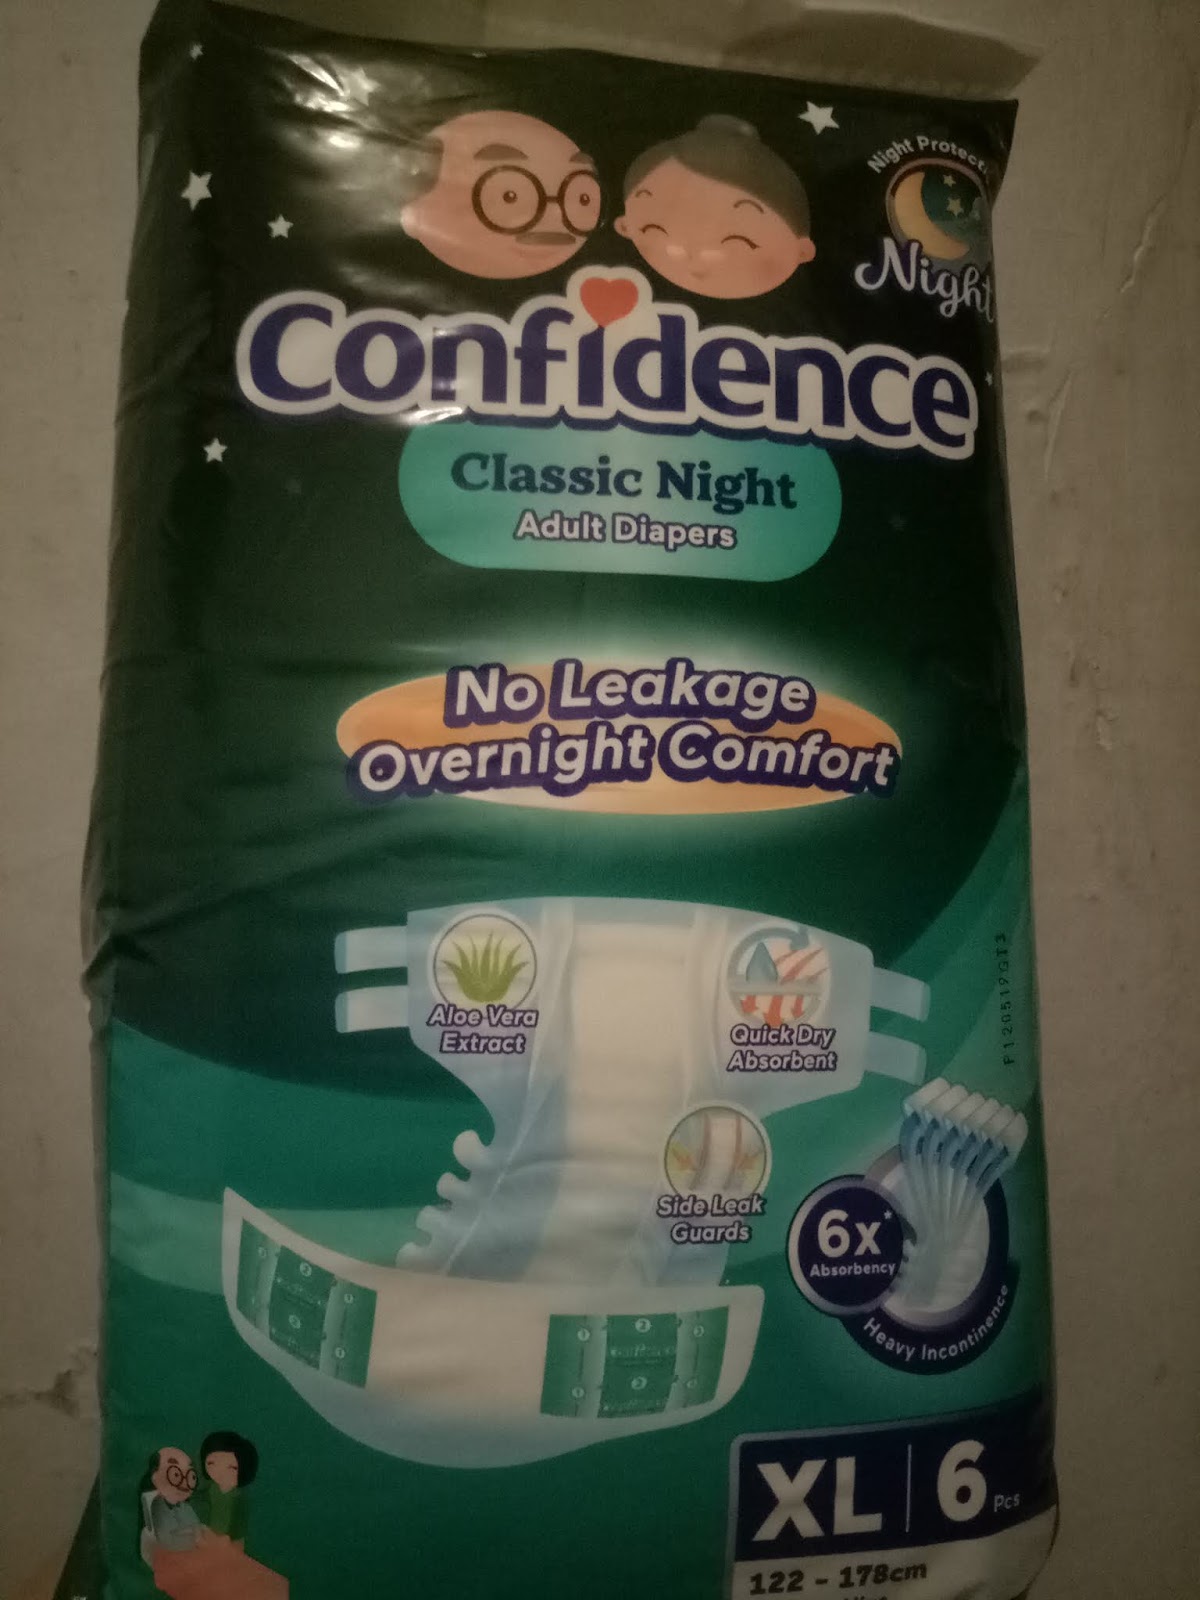 Night Protect
Night
Confidence
Classic Night
Adult Diapers
No Leakage
Overnight Comfort
Aloe Vera
Extract
Quick Dry
Absorbent
F120519GT3
Side Leak
Guards
6x*
Absorbency
Heavy Incontinence
XL 6 Pcs
122 - 178cm